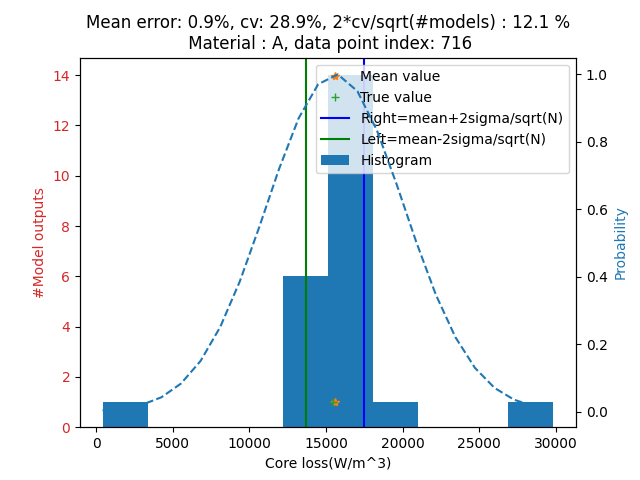 Mean error: 0.9%, cv: 28.9%, 2*cv/sqrt(#models) : 12.1 %
Material : A, data point index: 716
Mean value
True value
Right=mean+2sigma/sqrt(N)
Left=mean-2sigma/sqrt(N)
Histogram
14
12
10
8
6
4
2
0
#Model outputs
1.0
0.8
0.6
0.4
0.2
0.0
Probability
0 5000 10000 15000 20000 25000 30000
Core loss(W/m^3)